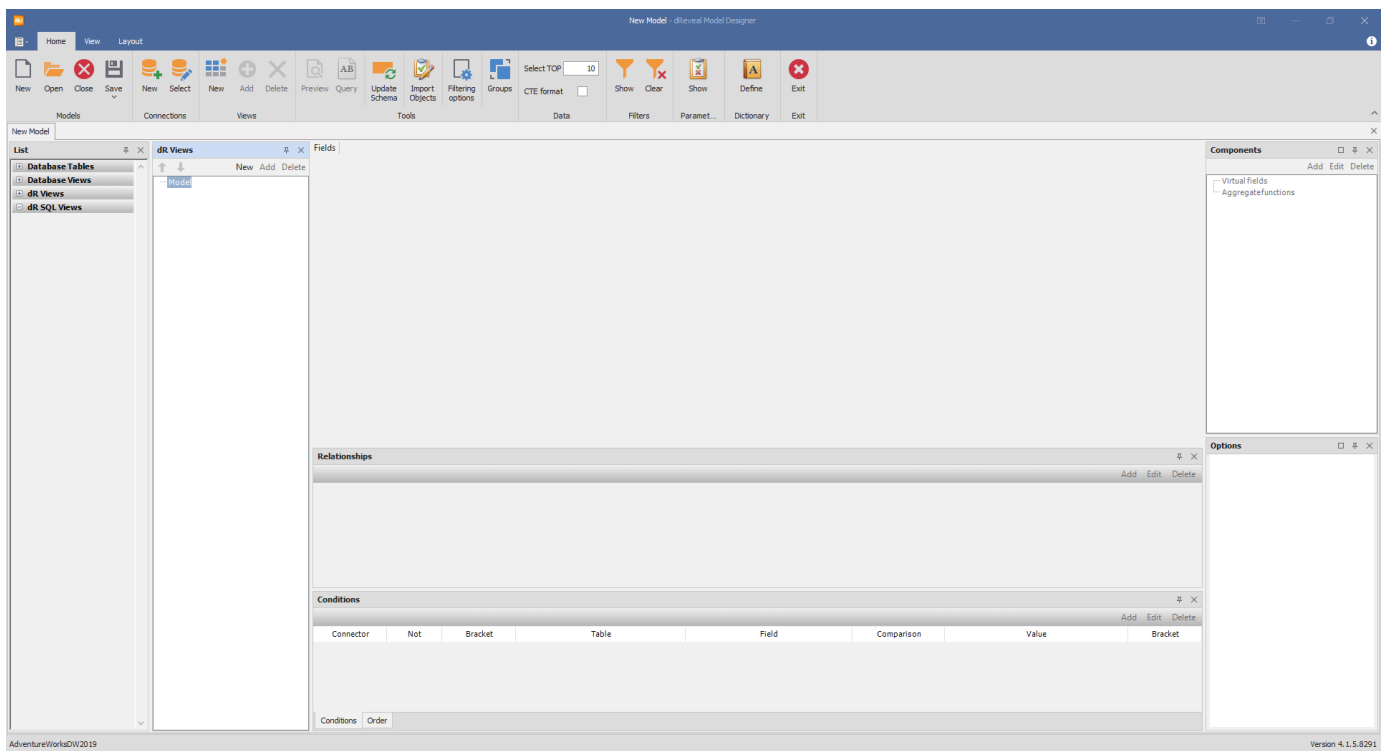 New Model - dReveal Model Designer
Home View Layout
New Open Close Save New Select New Add Delete Preview Query Update Schema Import Objects Filtering options Groups Select TOP 10 CTE format Show Clear Show Define Exit
Models Connections Views Tools Data Filters Paramet... Dictionary Exit
New Model
List
Database Tables
Database Views
dR Views
dR SQL Views
dR Views
New Add Delete
Model
Fields
Relationships
Add Edit Delete
Conditions
Add Edit Delete
Connector Not Bracket Table Field Comparison Value Bracket
Conditions Order
Components
Add Edit Delete
Virtual fields
Aggregatefunctions
Options
AdventureWorksDW2019 Version 4.1.5.8291